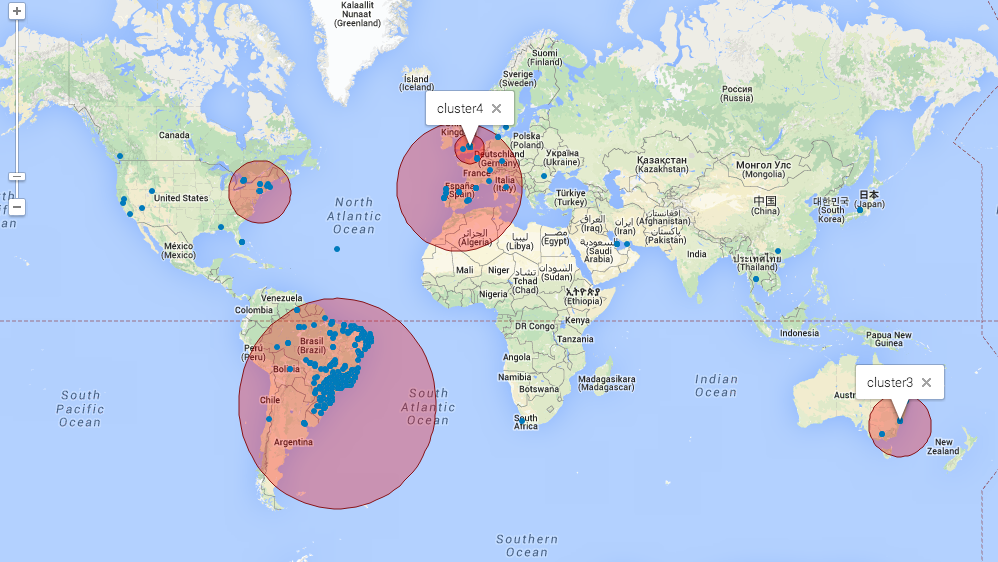 +
−
Kalaallit
Nunaat
(Greenland)
Ísland
(Iceland)
Suomi
(Finland)
Sverige
(Sweden)
Россия
(Russia)
cluster4 ×
Canada
Polska
(Poland)
Deutschland
(Germany)
Україна
(Ukraine)
Қазақстан
(Kazakhstan)
Монгол Улс
(Mongolia)
France
Italia
(Italy)
España
(Spain)
United States
North
Atlantic
Ocean
Türkiye
(Turkey)
العراق
(Iraq)
ایران
(Iran)
افغانستان
(Afghanistan)
پاکستان
(Pakistan)
中国
(China)
대한민국
(South
Korea)
日本
(Japan)
México
(Mexico)
الجزائر
(Algeria)
ليبيا
(Libya)
مصر
(Egypt)
السعودية
(Saudi
Arabia)
India
ประเทศไทย
(Thailand)
Mali
Niger
تشاد
Tchad
(Chad)
السودان
(Sudan)
Nigeria
ኢትዮጵያ
(Ethiopia)
Venezuela
Colombia
Kenya
DR Congo
Tanzania
Indonesia
Papua New
Guinea
Perú
(Peru)
Brasil
(Brazil)
Bolivia
Angola
Namibia
Botswana
Madagasikara
(Madagascar)
Indian
Ocean
cluster3 ×
South
Pacific
Ocean
Chile
South
Atlantic
Ocean
South
Africa
Argentina
New
Zealand
Southern
Ocean